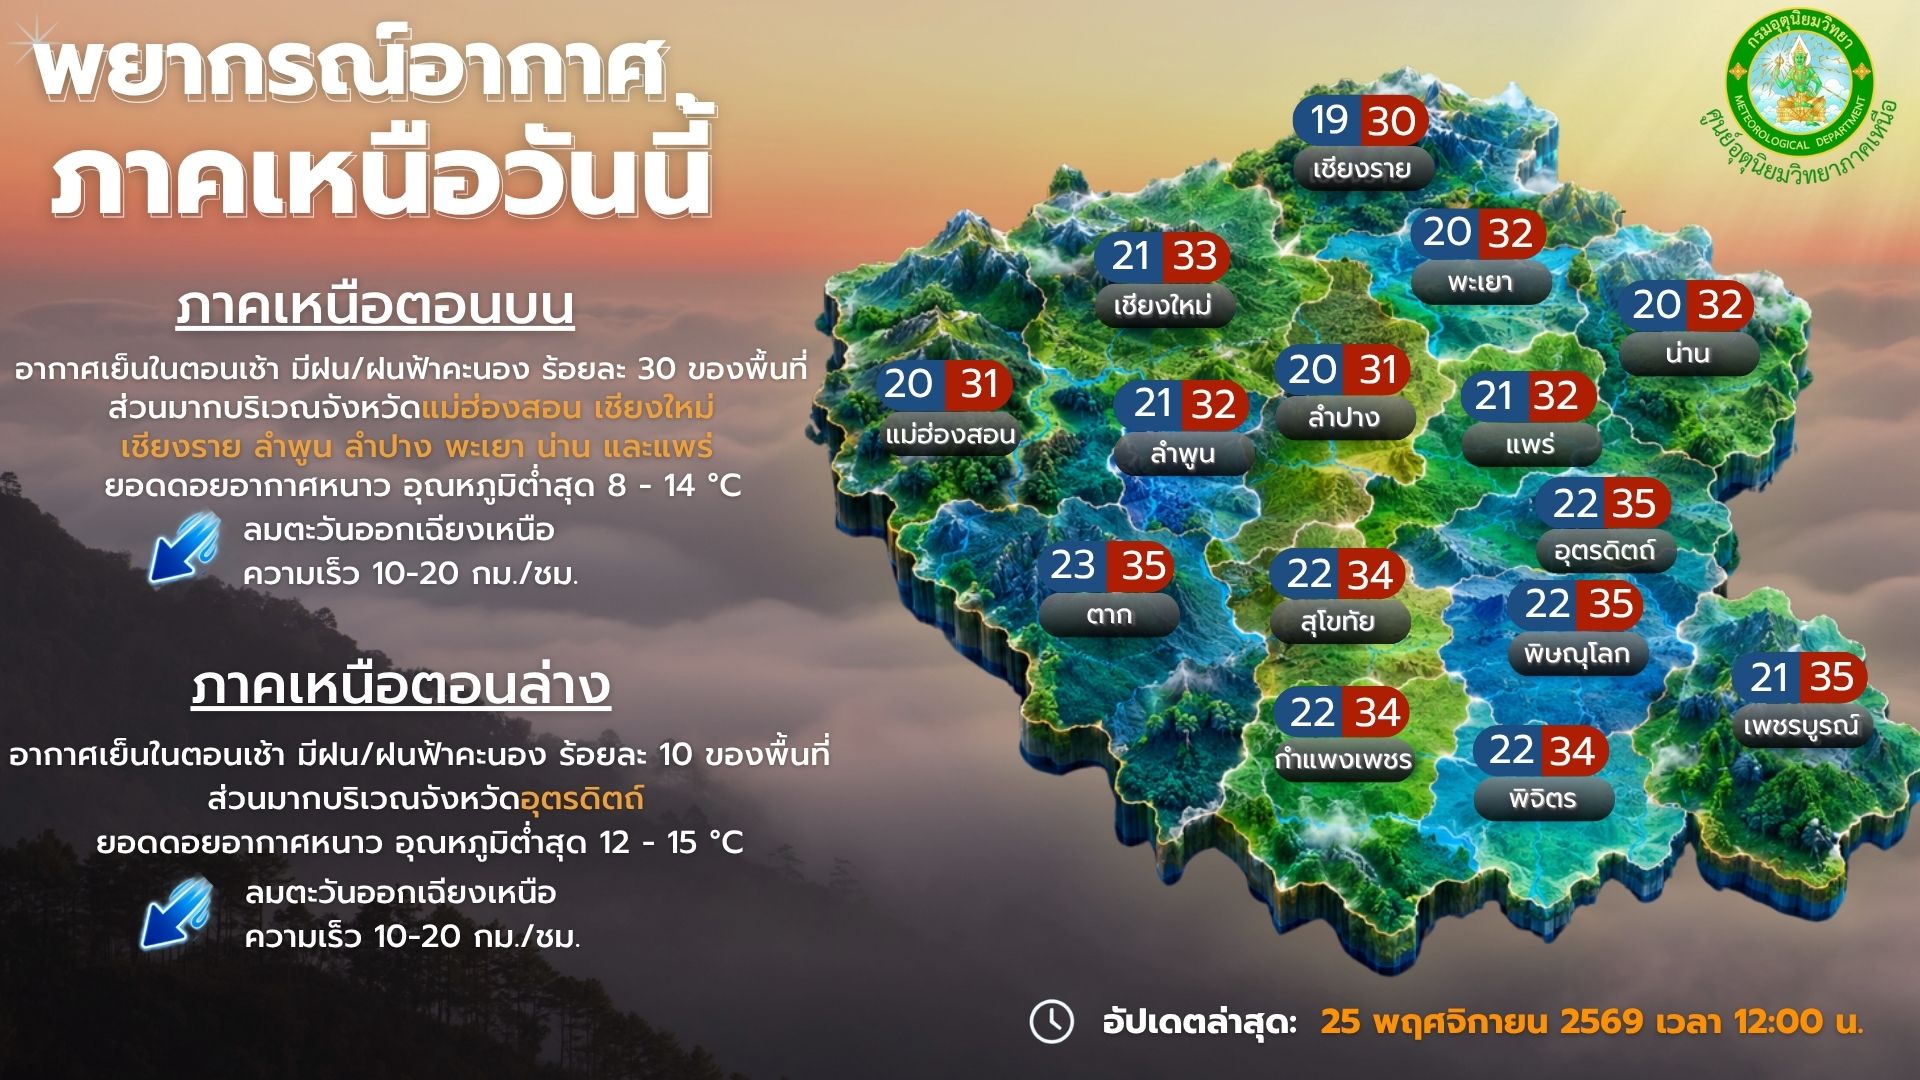 พยากรณ์อากาศ
ภาคเหนือวันนี้
ภาคเหนือตอนบน
อากาศเย็นในตอนเช้า มีฝน/ฝนฟ้าคะนอง ร้อยละ 30 ของพื้นที่
ส่วนมากบริเวณจังหวัดแม่ฮ่องสอน เชียงใหม่
เชียงราย ลำพูน ลำปาง พะเยา น่าน และแพร่
ยอดดอยอากาศหนาว อุณหภูมิต่ำสุด 8 - 14 °C
ลมตะวันออกเฉียงเหนือ
ความเร็ว 10-20 กม./ชม.
ภาคเหนือตอนล่าง
อากาศเย็นในตอนเช้า มีฝน/ฝนฟ้าคะนอง ร้อยละ 10 ของพื้นที่
ส่วนมากบริเวณจังหวัดอุตรดิตถ์
ยอดดอยอากาศหนาว อุณหภูมิต่ำสุด 12 - 15 °C
ลมตะวันออกเฉียงเหนือ
ความเร็ว 10-20 กม./ชม.
กรมอุตุนิยมวิทยา
METEOROLOGICAL DEPARTMENT
ศูนย์อุตุนิยมวิทยาภาคเหนือ
19 30
เชียงราย
20 32
พะเยา
21 33
เชียงใหม่
20 32
น่าน
20 31
แม่ฮ่องสอน
21 32
ลำพูน
20 31
ลำปาง
21 32
แพร่
22 35
อุตรดิตถ์
23 35
ตาก
22 34
สุโขทัย
22 35
พิษณุโลก
21 35
เพชรบูรณ์
22 34
กำแพงเพชร
22 34
พิจิตร
อัปเดตล่าสุด: 25 พฤศจิกายน 2569 เวลา 12:00 น.